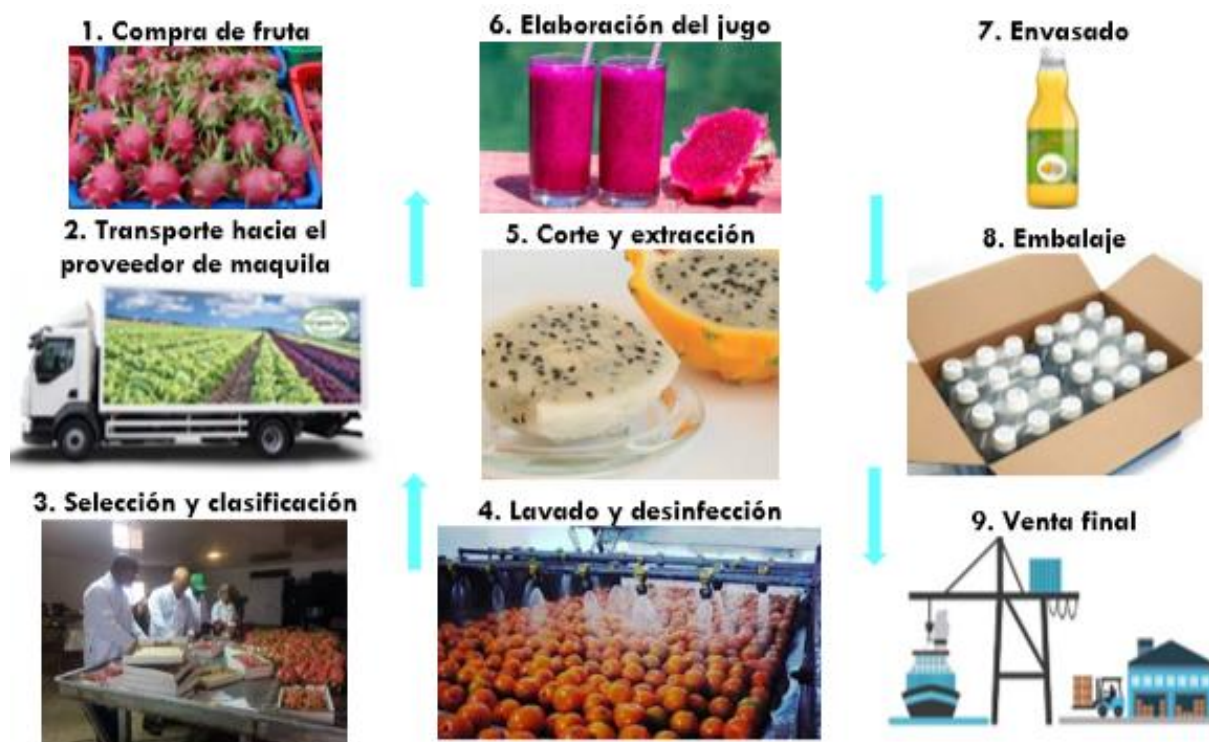 1. Compra de fruta
2. Transporte hacia el
proveedor de maquila
3. Selección y clasificación
4. Lavado y desinfección
5. Corte y extracción
6. Elaboración del jugo
7. Envasado
8. Embalaje
9. Venta final